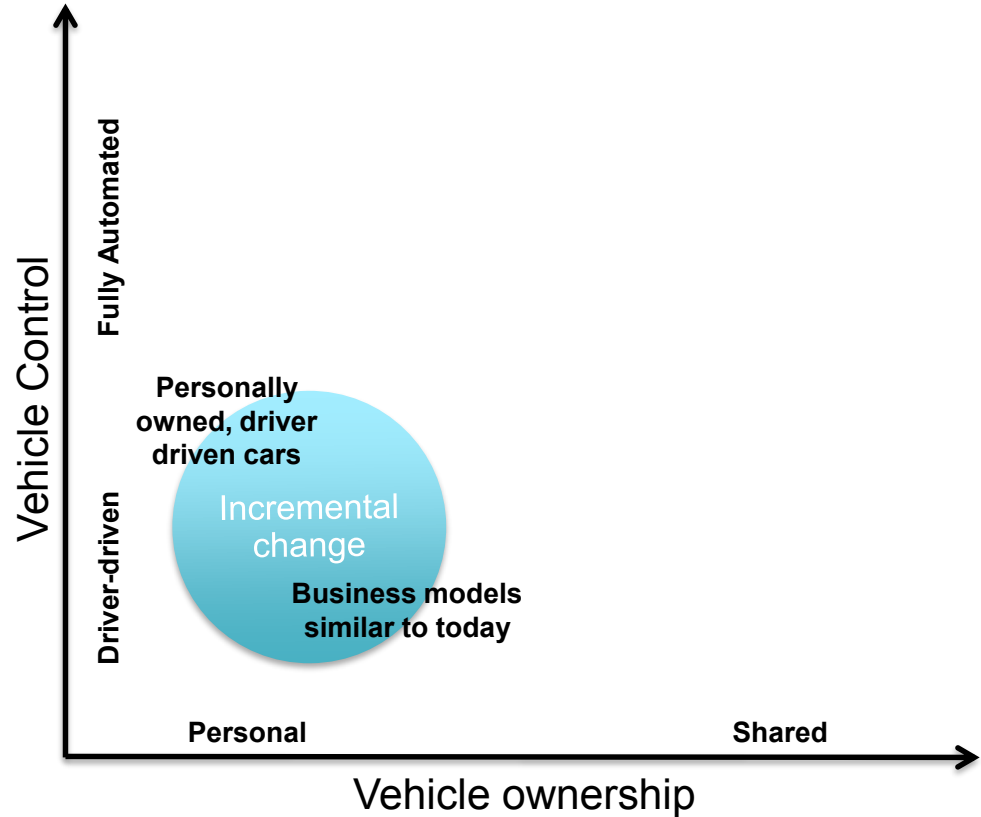 Vehicle Control
Fully Automated
Driver-driven
Personally
owned, driver
driven cars
Incremental
change
Business models
similar to today
Personal
Shared
Vehicle ownership